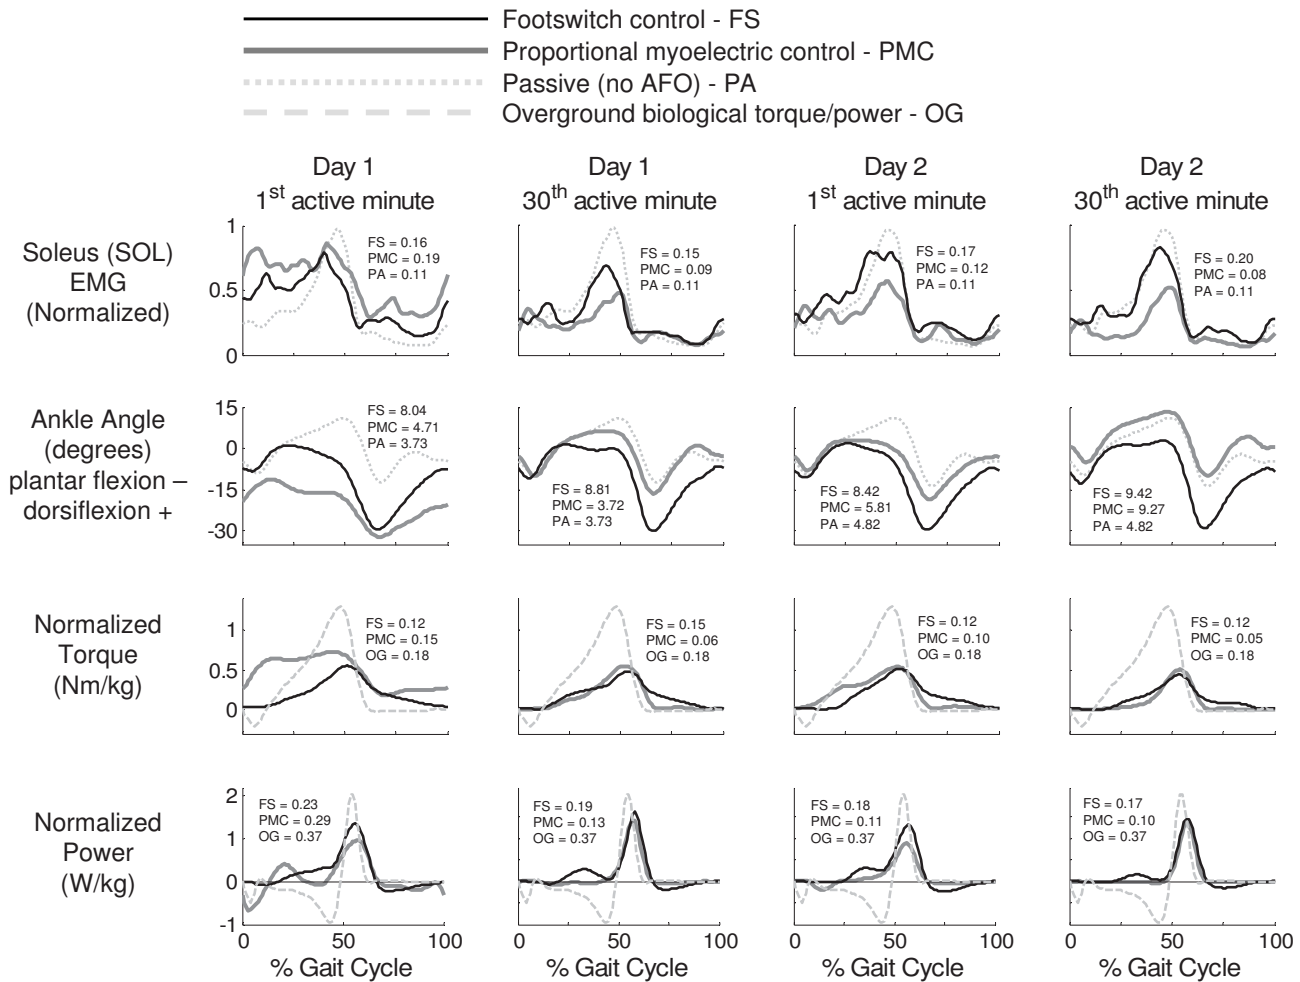 Footswitch control - FS
Proportional myoelectric control - PMC
Passive (no AFO) - PA
Overground biological torque/power - OG
Day 1
1st active minute
Day 1
30th active minute
Day 2
1st active minute
Day 2
30th active minute
Soleus (SOL)
EMG
(Normalized)
1
0.5
0
FS = 0.16
PMC = 0.19
PA = 0.11
FS = 0.15
PMC = 0.09
PA = 0.11
FS = 0.17
PMC = 0.12
PA = 0.11
FS = 0.20
PMC = 0.08
PA = 0.11
Ankle Angle
(degrees)
plantar flexion –
dorsiflexion +
15
0
-15
-30
FS = 8.04
PMC = 4.71
PA = 3.73
FS = 8.81
PMC = 3.72
PA = 3.73
FS = 8.42
PMC = 5.81
PA = 4.82
FS = 9.42
PMC = 9.27
PA = 4.82
Normalized
Torque
(Nm/kg)
1
0.5
0
FS = 0.12
PMC = 0.15
OG = 0.18
FS = 0.15
PMC = 0.06
OG = 0.18
FS = 0.12
PMC = 0.10
OG = 0.18
FS = 0.12
PMC = 0.05
OG = 0.18
Normalized
Power
(W/kg)
2
1
0
-1
FS = 0.23
PMC = 0.29
OG = 0.37
FS = 0.19
PMC = 0.13
OG = 0.37
FS = 0.18
PMC = 0.11
OG = 0.37
FS = 0.17
PMC = 0.10
OG = 0.37
0 50 100
% Gait Cycle
0 50 100
% Gait Cycle
0 50 100
% Gait Cycle
0 50 100
% Gait Cycle